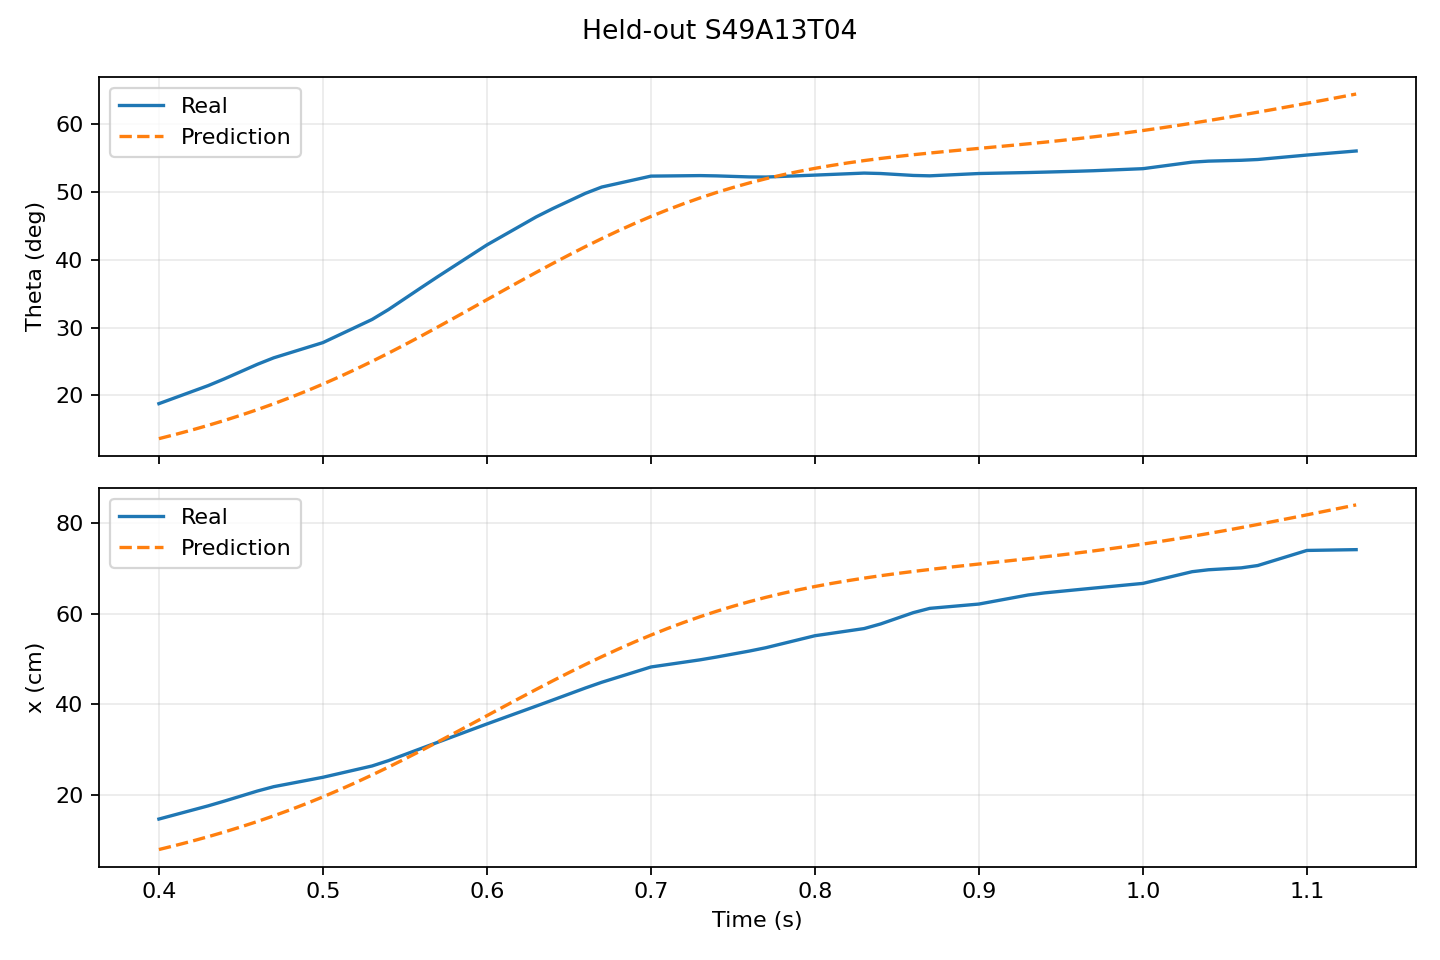 Held-out S49A13T04
Real
Prediction
60
50
40
30
20
Theta (deg)
Real
Prediction
80
60
40
20
x (cm)
0.4 0.5 0.6 0.7 0.8 0.9 1.0 1.1
Time (s)